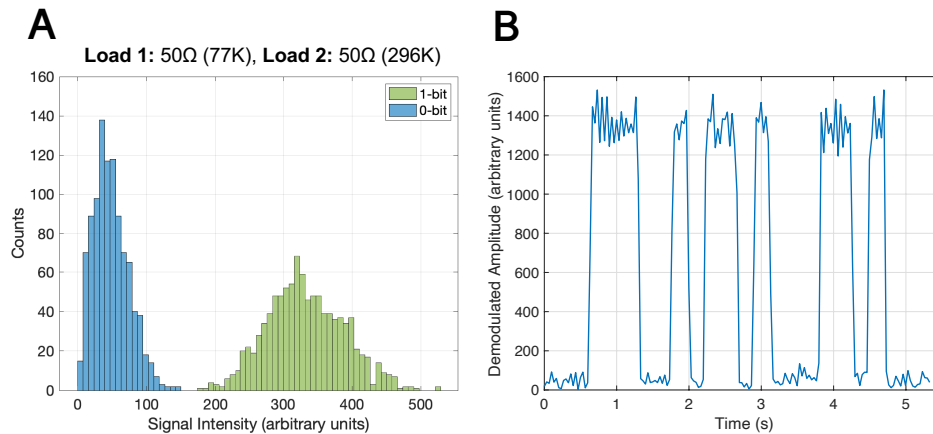 A
Load 1: 50Ω (77K), Load 2: 50Ω (296K)
160
140
120
100
80
60
40
20
0
Counts
1-bit
0-bit
0 100 200 300 400 500
Signal Intensity (arbitrary units)
B
1600
1400
1200
1000
800
600
400
200
0
Demodulated Amplitude (arbitrary units)
0 1 2 3 4 5
Time (s)